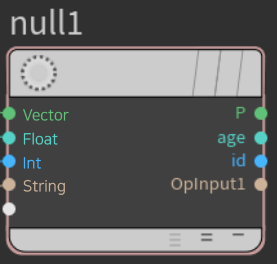 null1
Vector P
Float age
Int id
String OpInput1